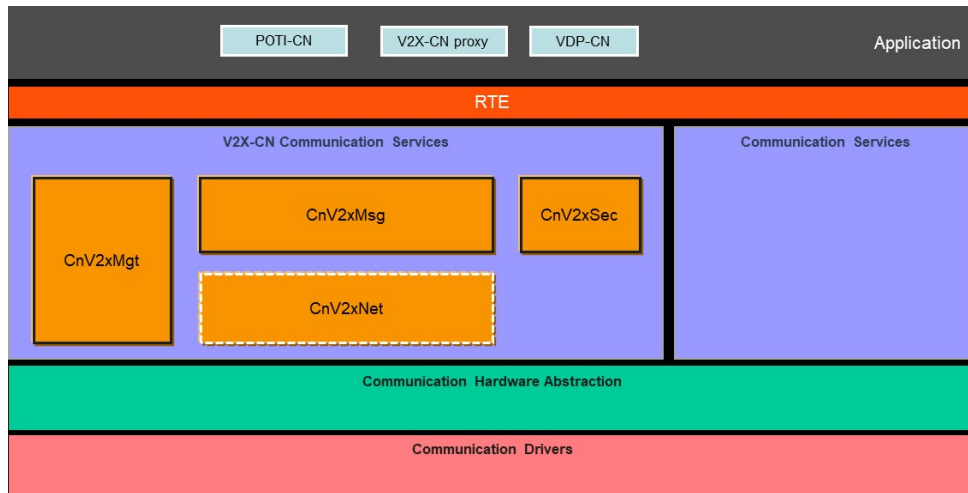 POTI-CN
V2X-CN proxy
VDP-CN
Application
RTE
V2X-CN Communication Services
Communication Services
CnV2xMgt
CnV2xMsg
CnV2xSec
CnV2xNet
Communication Hardware Abstraction
Communication Drivers